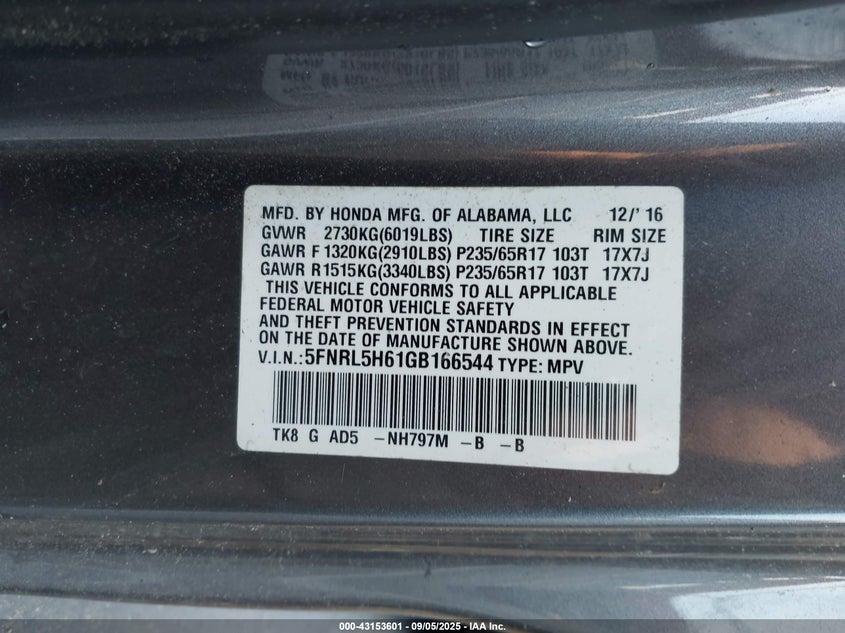 MFD. BY HONDA MFG. OF ALABAMA, LLC 12/' 16
GVWR 2730KG(6019LBS) TIRE SIZE RIM SIZE
GAWR F 1320KG(2910LBS) P235/65R17 103T 17X7J
GAWR R1515KG(3340LBS) P235/65R17 103T 17X7J
THIS VEHICLE CONFORMS TO ALL APPLICABLE
FEDERAL MOTOR VEHICLE SAFETY
AND THEFT PREVENTION STANDARDS IN EFFECT
ON THE DATE OF MANUFACTURE SHOWN ABOVE.
V.I.N.:5FNRL5H61GB166544 TYPE: MPV
TK8 G AD5 -NH797M -B -B
000-43153601 - 09/05/2025 - IAA Inc.